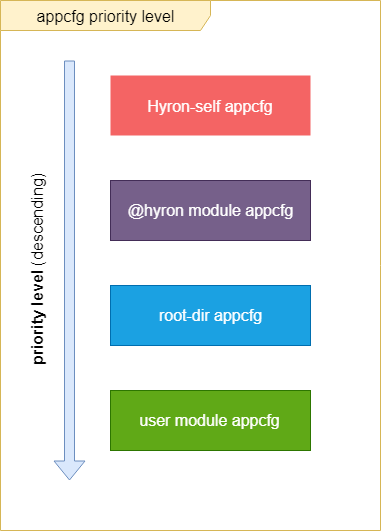 appcfg priority level
Hyron-self appcfg
@hyron module appcfg
root-dir appcfg
user module appcfg
priority level (descending)